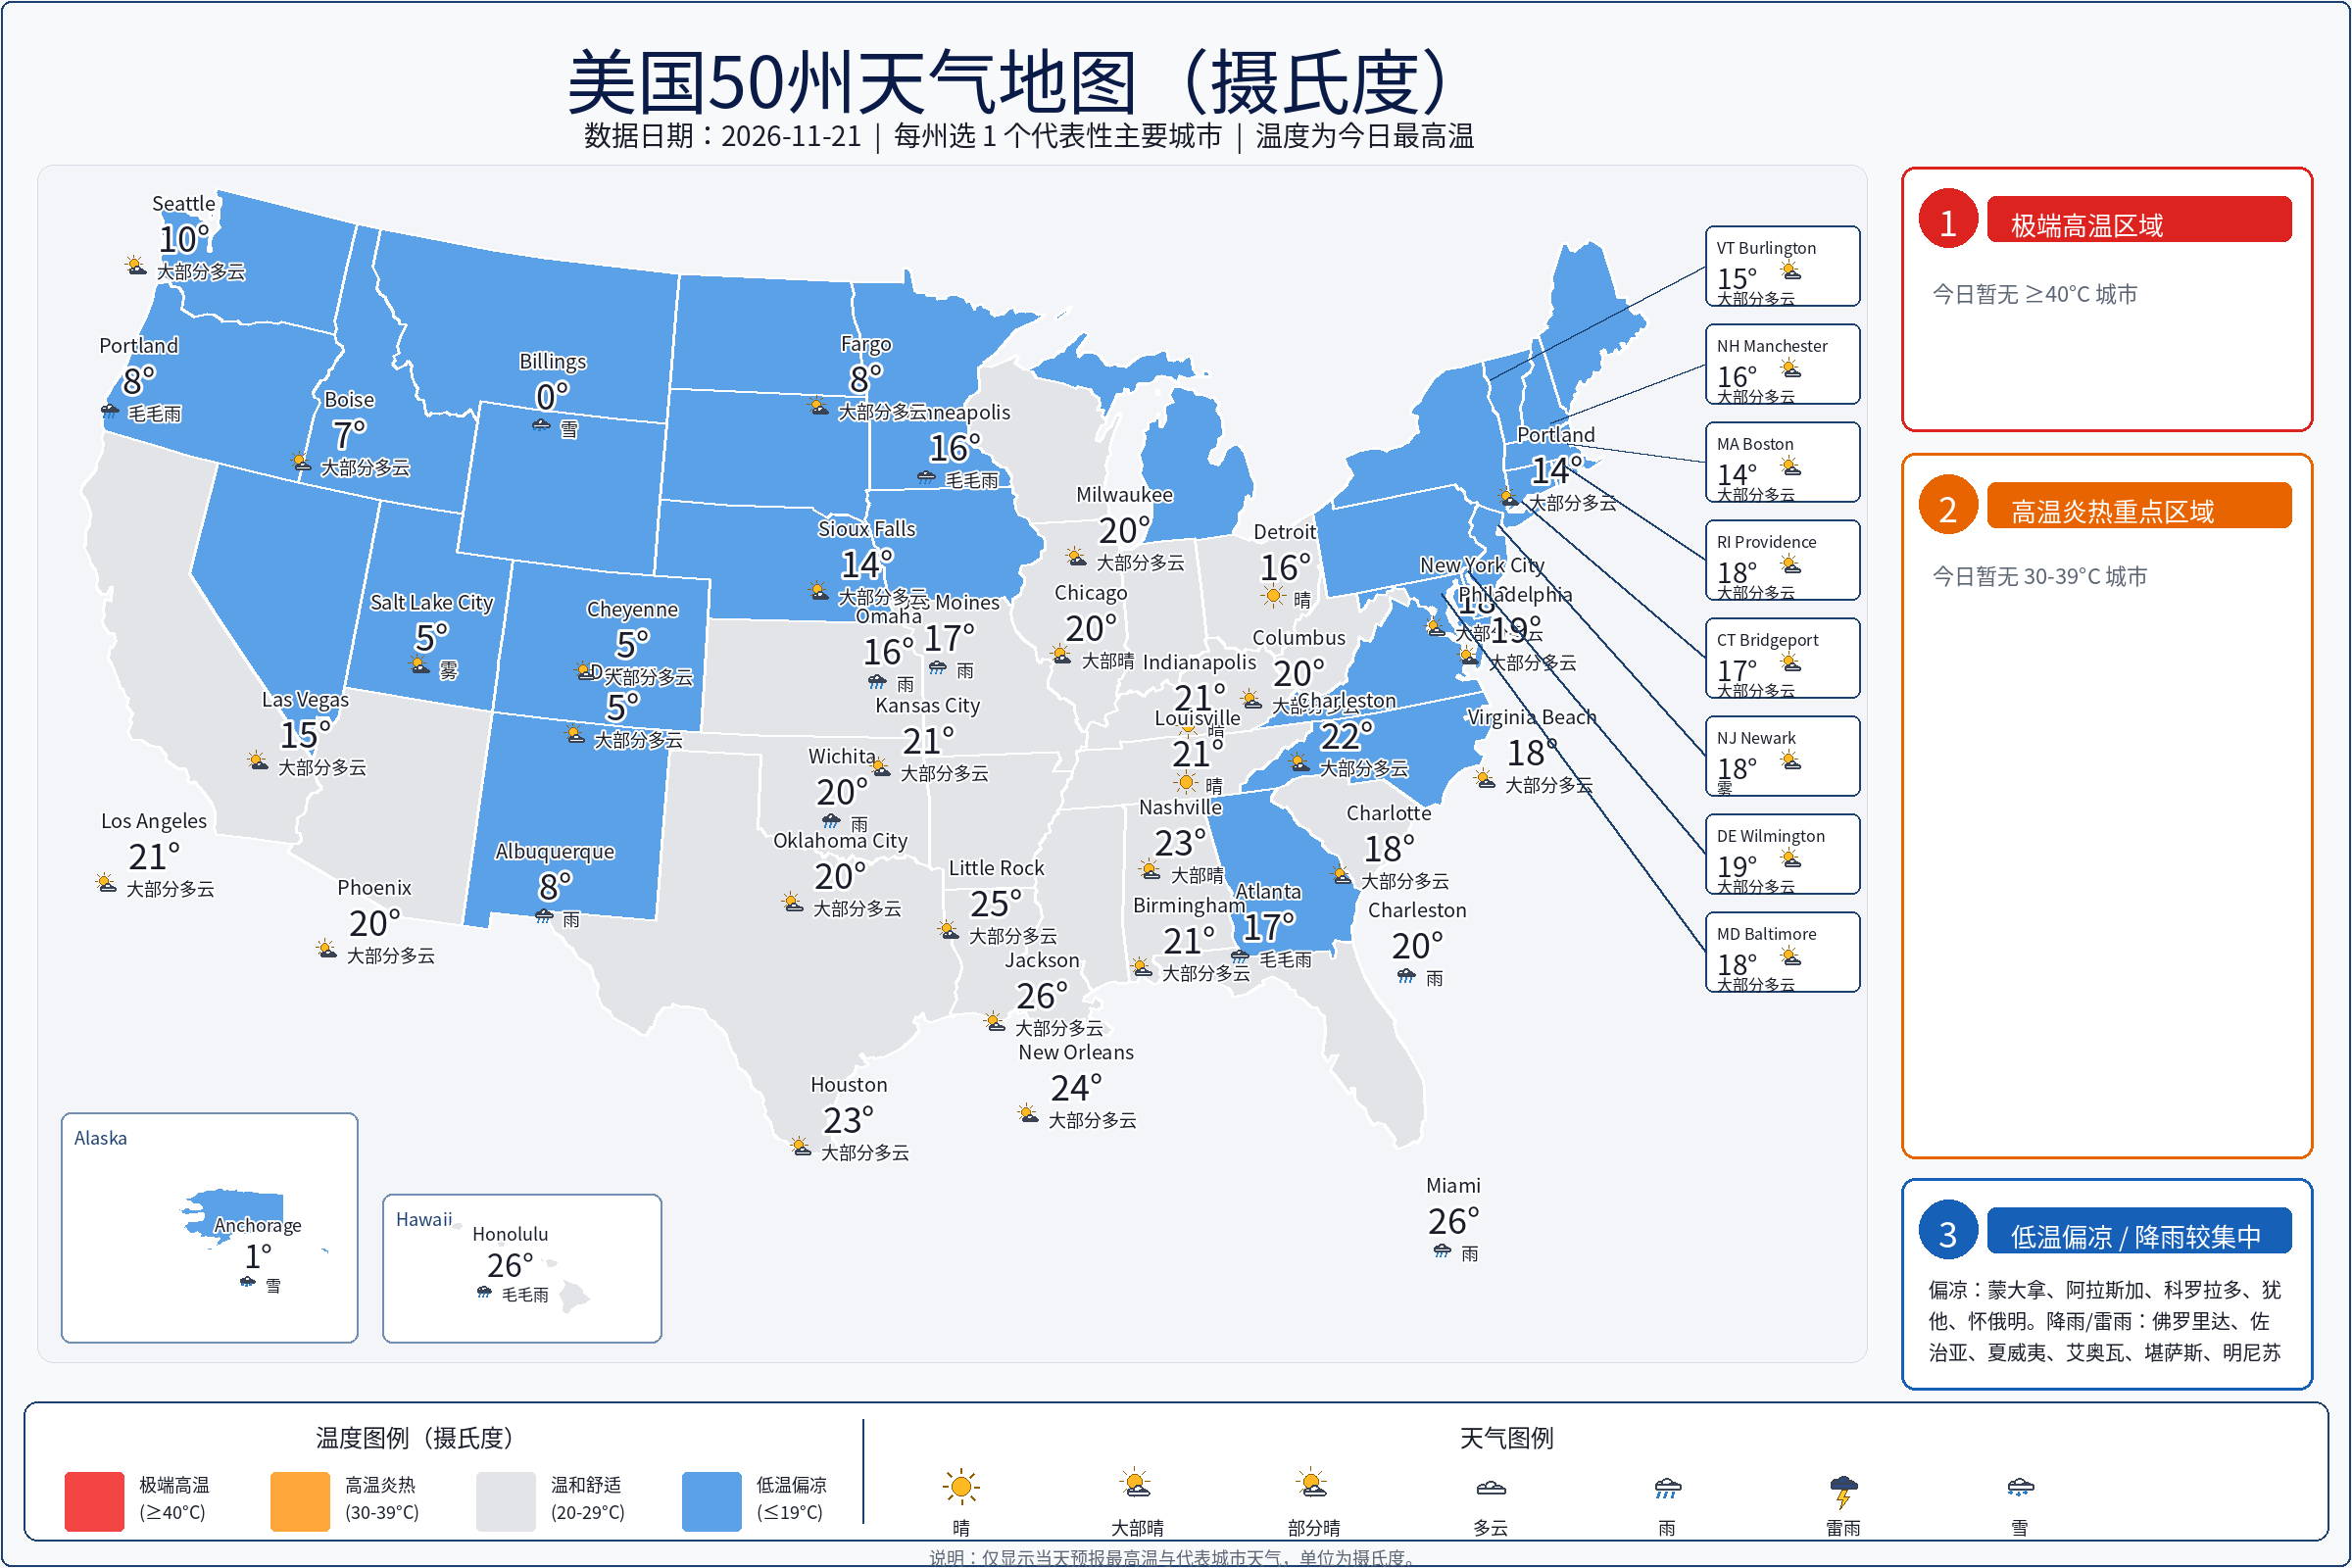 美国50州天气地图（摄氏度）
数据日期：2026-11-21 | 每州选 1 个代表性主要城市 | 温度为今日最高温
Seattle
10°
大部分多云
Portland
8°
毛毛雨
Boise
7°
大部分多云
Billings
0°
雪
Fargo
8°
大部分多云
nneapolis
16°
毛毛雨
Sioux Falls
14°
大部分多云
Milwaukee
20°
大部分多云
Detroit
16°
晴
Portland
14°
大部分多云
Salt Lake City
5°
雾
Cheyenne
5°
大部分多云
5°
大部分多云
Omaha
16°
雨
Moines
17°
雨
Chicago
20°
大部晴
Columbus
20°
Indianapolis
21°
晴
New York City
18
Philadelphia
19°
大部分多云
Las Vegas
15°
大部分多云
Kansas City
21°
大部分多云
Louisville
21°
晴
Charleston
22°
大部分多云
Virginia Beach
18°
大部分多云
Wichita
20°
雨
Los Angeles
21°
大部分多云
Phoenix
20°
大部分多云
Albuquerque
8°
雨
Oklahoma City
20°
大部分多云
Little Rock
25°
大部分多云
Nashville
23°
大部晴
Charlotte
18°
大部分多云
Birmingham
21°
大部分多云
Atlanta
17°
毛毛雨
Charleston
20°
雨
Jackson
26°
大部分多云
New Orleans
24°
大部分多云
Houston
23°
大部分多云
Miami
26°
雨
Alaska
Anchorage
1°
雪
Hawaii
Honolulu
26°
毛毛雨
VT Burlington
15°
大部分多云
NH Manchester
16°
大部分多云
MA Boston
14°
大部分多云
RI Providence
18°
大部分多云
CT Bridgeport
17°
大部分多云
NJ Newark
18°
雾
DE Wilmington
19°
大部分多云
MD Baltimore
18°
大部分多云
1 极端高温区域
今日暂无 ≥40°C 城市
2 高温炎热重点区域
今日暂无 30-39°C 城市
3 低温偏凉 / 降雨较集中
偏凉：蒙大拿、阿拉斯加、科罗拉多、犹
他、怀俄明。降雨/雷雨：佛罗里达、佐
治亚、夏威夷、艾奥瓦、堪萨斯、明尼苏
温度图例（摄氏度）
极端高温
(≥40°C)
高温炎热
(30-39°C)
温和舒适
(20-29°C)
低温偏凉
(≤19°C)
天气图例
晴
大部晴
部分晴
多云
雨
雷雨
雪
说明：仅显示当天预报最高温与代表城市天气，单位为摄氏度。